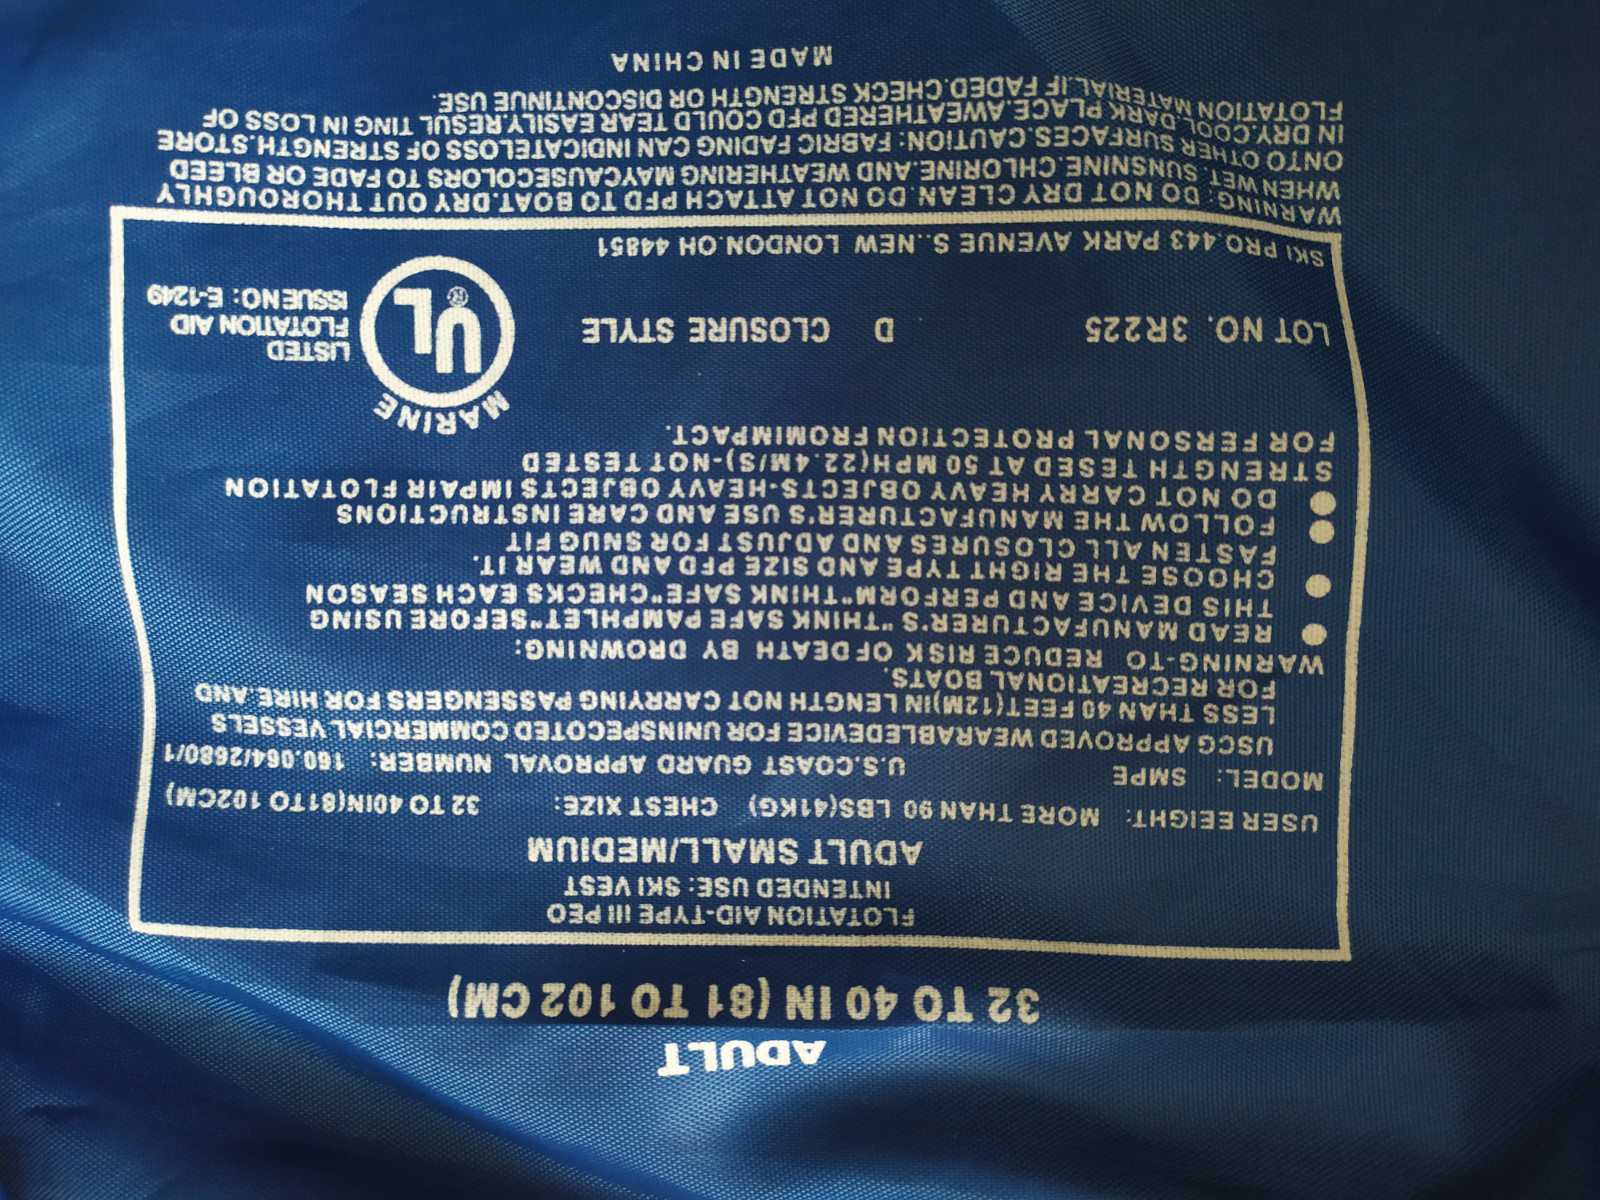 ADULT
32 TO 40 IN (81 TO 102 CM)
FLOTATION AID-TYPE III PEO
INTENDED USE: SKI VEST
ADULT SMALL/MEDIUM
USER EEIGHT: MORE THAN 90 LBS(41KG) CHEST XIZE: 32 TO 40IN(81TO 102CM)
MODEL: SMPE U.S.COAST GUARD APPROVAL NUMBER: 160.064/2680/1
USCG APPROVED WEARABLEDEVICE FOR UNINSPECOTED COMMERCIAL VESSELS
LESS THAN 40 FEET(12M)IN LENGTH NOT CARRYING PASSENGERS FOR HIRE.AND
FOR RECREATIONAL BOATS.
WARNING-TO REDUCE RISK OF DEATH BY DROWNING:
● READ MANUFACTURER'S "THINK SAFE PAMPHLET"SEFORE USING
THIS DEVICE AND PERFORM"THINK SAFE"CHECKS EACH SEASON
● CHOOSE THE RIGHT TYPE AND SIZE PFD AND WEAR IT.
FASTEN ALL CLOSURES AND ADJUST FOR SNUG FIT
● FOLLOW THE MANUFACTURER'S USE AND CARE INSTRUCTIONS
● DO NOT CARRY HEAVY OBJECTS-HEAVY OBJECTS IMPAIR FLOTATION
STRENGTH TESED AT 50 MPH(22.4M/S)-NOT TESTED
FOR FERSONAL PROTECTION FROMIMPACT.
MARINE
UL ®
LISTED
FLOTATION AID
ISSUENO: E-1249
LOT NO. 3R225 D CLOSURE STYLE
SKI PRO.443 PARK AVENUE S..NEW LONDON.OH 44851
WARNING: DO NOT DRY CLEAN.DO NOT ATTACH PFD TO BOAT.DRY OUT THOROUGHLY
WHEN WET. SUNSNINE.CHLORINE.AND WEATHERING MAYCAUSECOLORS TO FADE OR BLEED
ONTO OTHER SURFACES.CAUTION: FABRIC FADING CAN INDICATELOSS OF STRENGTH.STORE
IN DRY.COOL.DARK PLACE.AWEATHERED PFD COULD TEAR EASILY.RESULTING IN LOSS OF
FLOTATION MATERIAL.IF FADED.CHECK STRENGTH OR DISCONTINUE USE.
MADE IN CHINA